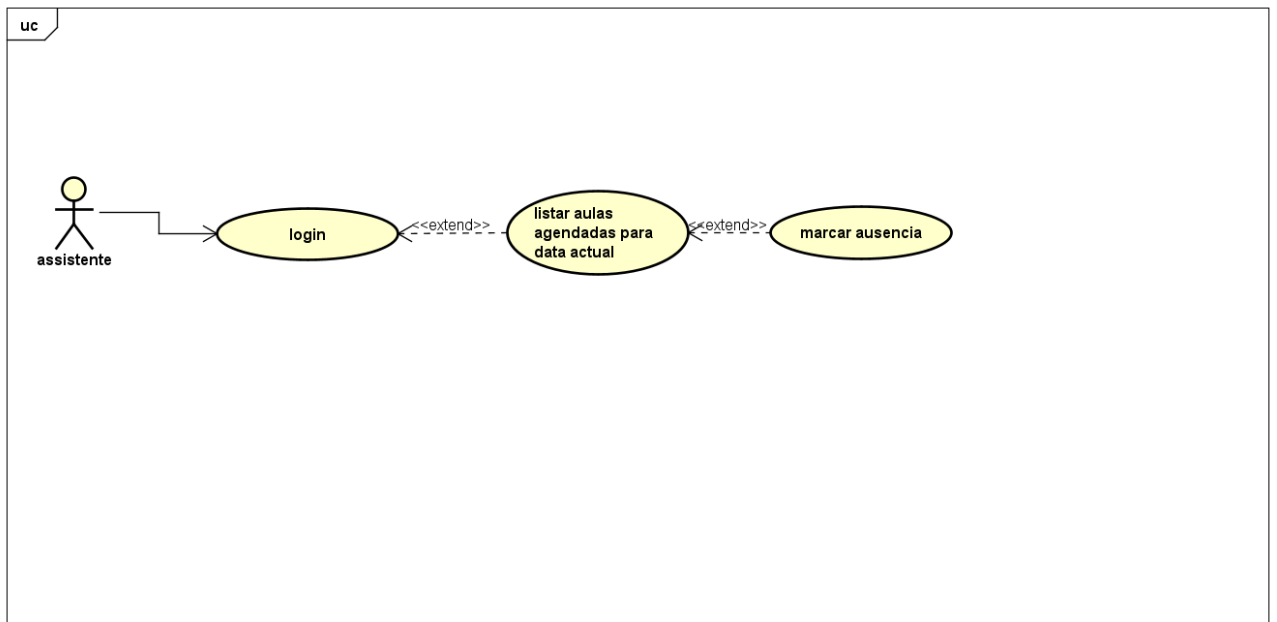 uc
assistente
login
<<extend>>
listar aulas
agendadas para
data actual
<<extend>>
marcar ausencia